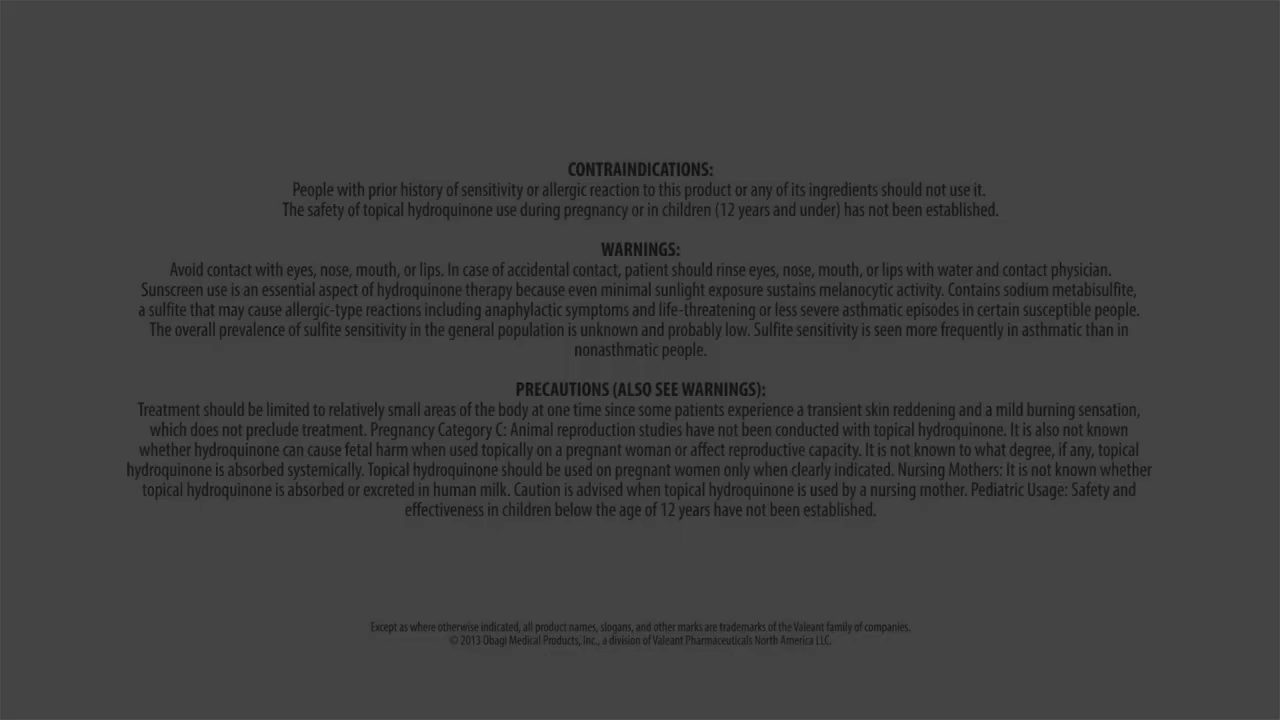 CONTRAINDICATIONS:
People with prior history of sensitivity or allergic reaction to this product or any of its ingredients should not use it.
The safety of topical hydroquinone use during pregnancy or in children (12 years and under) has not been established.
WARNINGS:
Avoid contact with eyes, nose, mouth, or lips. In case of accidental contact, patient should rinse eyes, nose, mouth, or lips with water and contact physician.
Sunscreen use is an essential aspect of hydroquinone therapy because even minimal sunlight exposure sustains melanocytic activity. Contains sodium metabisulfite,
a sulfite that may cause allergic-type reactions including anaphylactic symptoms and life-threatening or less severe asthmatic episodes in certain susceptible people.
The overall prevalence of sulfite sensitivity in the general population is unknown and probably low. Sulfite sensitivity is seen more frequently in asthmatic than in
nonasthmatic people.
PRECAUTIONS (ALSO SEE WARNINGS):
Treatment should be limited to relatively small areas of the body at one time since some patients experience a transient skin reddening and a mild burning sensation,
which does not preclude treatment. Pregnancy Category C: Animal reproduction studies have not been conducted with topical hydroquinone. It is also not known
whether hydroquinone can cause fetal harm when used topically on a pregnant woman or affect reproductive capacity. It is not known to what degree, if any, topical
hydroquinone is absorbed systemically. Topical hydroquinone should be used on pregnant women only when clearly indicated. Nursing Mothers: It is not known whether
topical hydroquinone is absorbed or excreted in human milk. Caution is advised when topical hydroquinone is used by a nursing mother. Pediatric Usage: Safety and
effectiveness in children below the age of 12 years have not been established.
Except as where otherwise indicated, all product names, slogans, and other marks are trademarks of the Valeant family of companies.
© 2013 Obagi Medical Products, Inc., a division of Valeant Pharmaceuticals North America LLC.